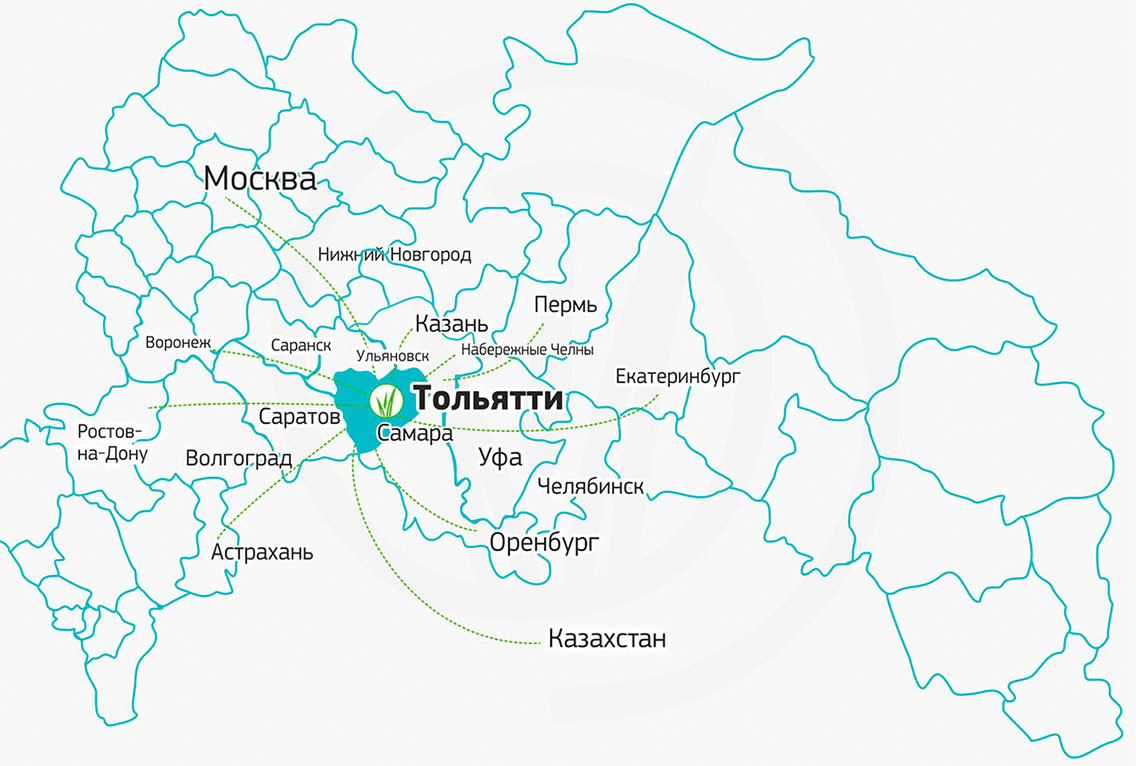 Москва
Нижний Новгород
Пермь
Казань
Воронеж
Саранск
Ульяновск
Набережные Челны
Екатеринбург
Тольятти
Саратов
Самара
Ростов-
на-Дону
Волгоград
Уфа
Челябинск
Астрахань
Оренбург
Казахстан